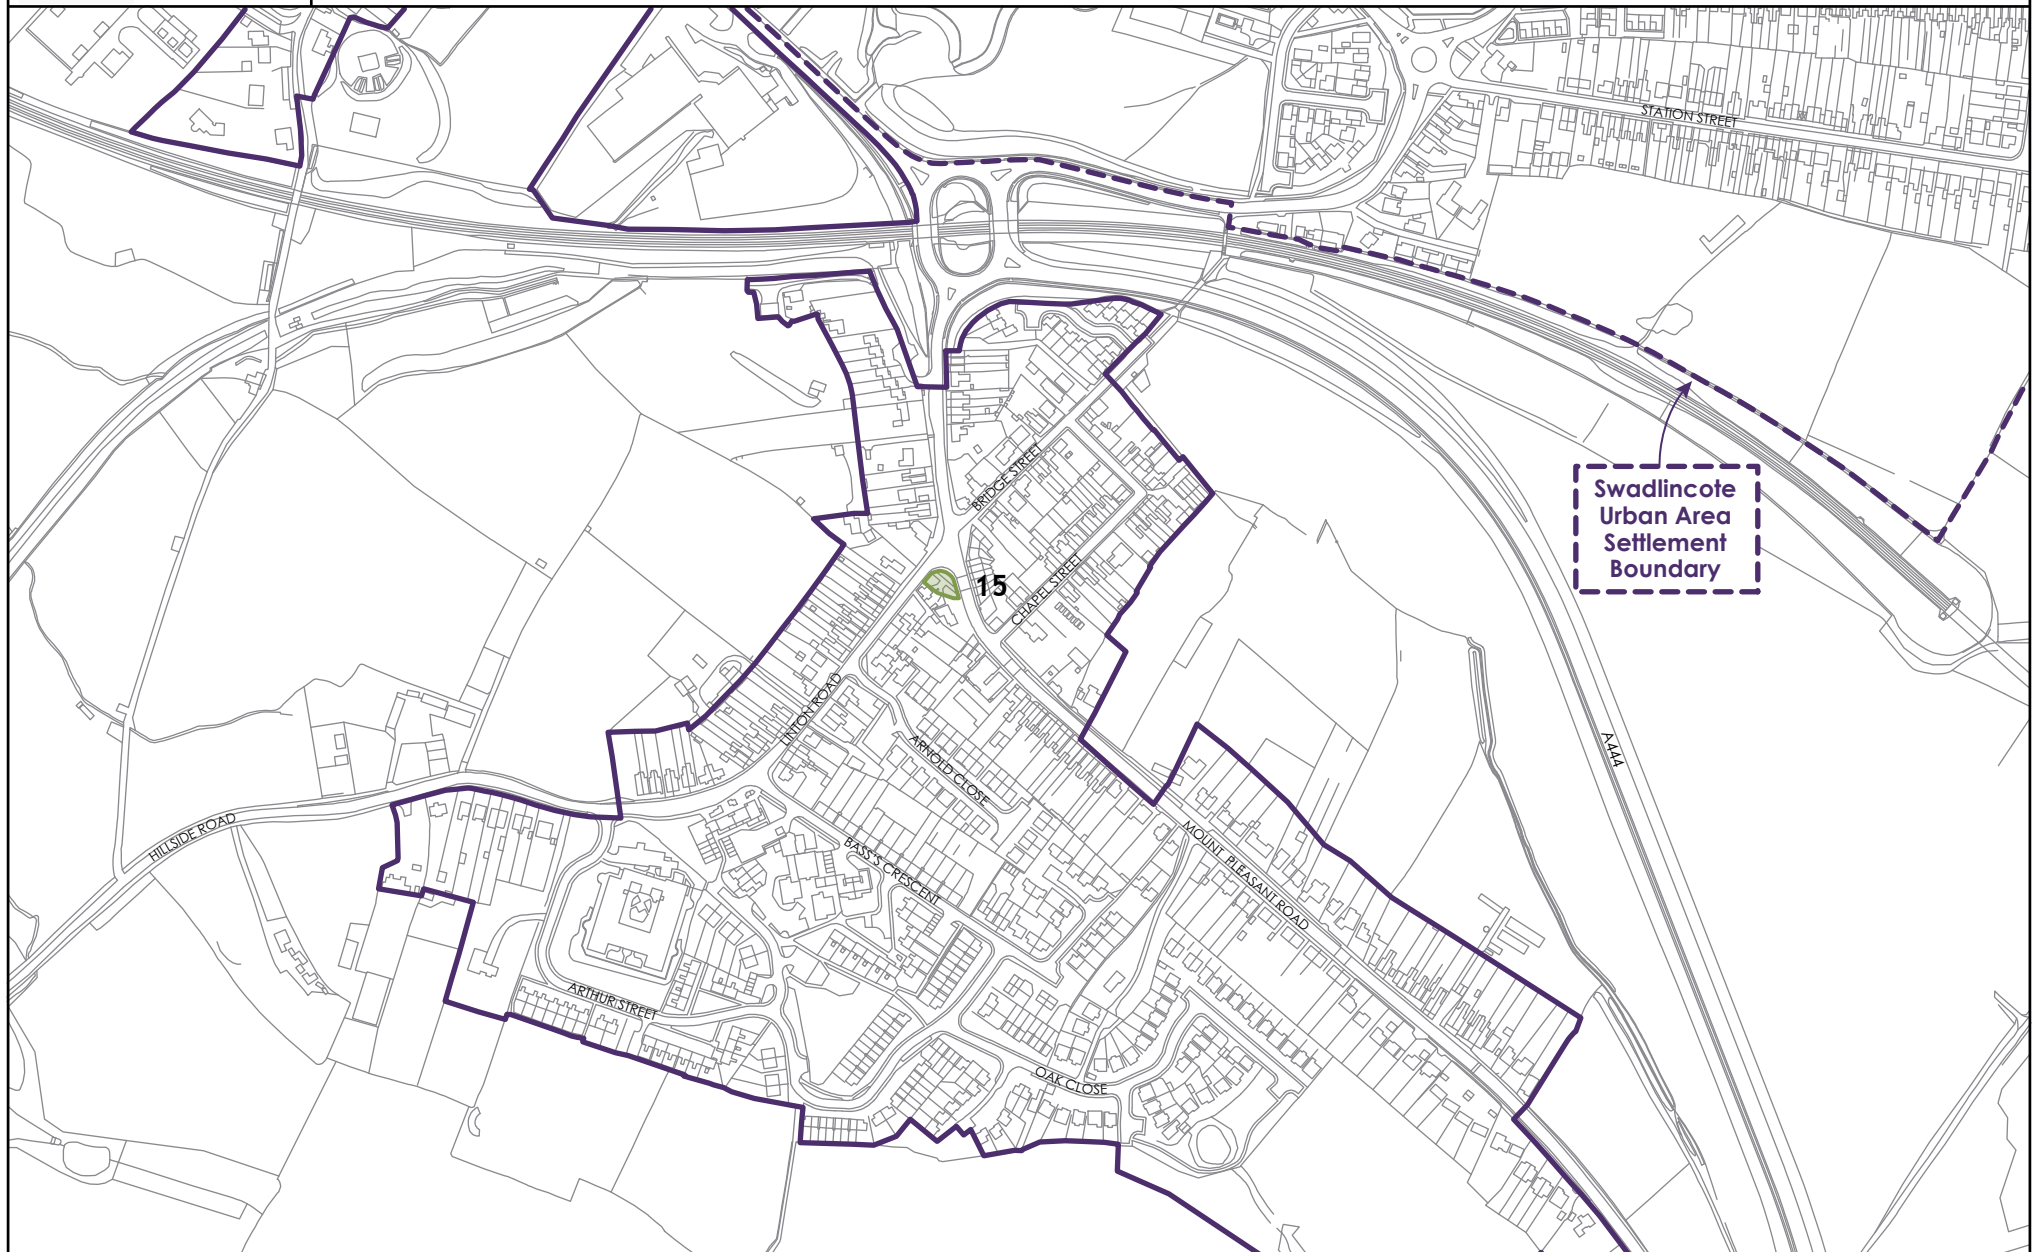 STATION STREET
BRIDGE STREET
Swadlincote
Urban Area
Settlement
Boundary
15
CHAPEL STREET
LINTON ROAD
ARNOLD CLOSE
A444
HILLSIDE ROAD
BASS'S CRESCENT
MOUNT PLEASANT ROAD
ARTHUR STREET
OAK CLOSE